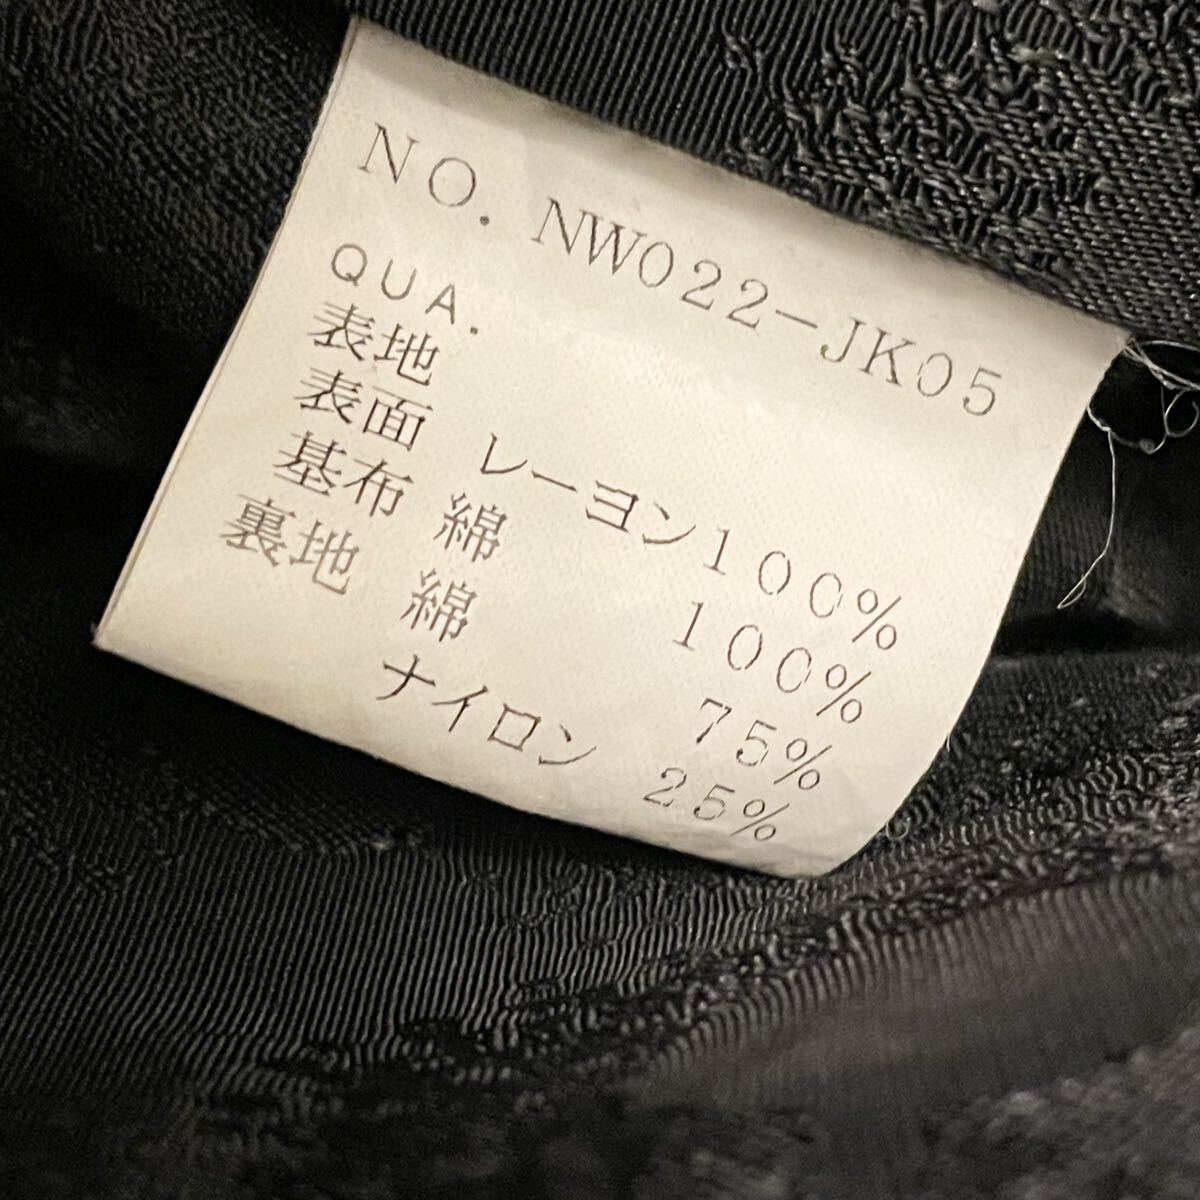 NO. NW022-JK05
QUA.
表地
表面 レーヨン100%
基布 綿 100%
裏地 綿 75%
ナイロン 25%